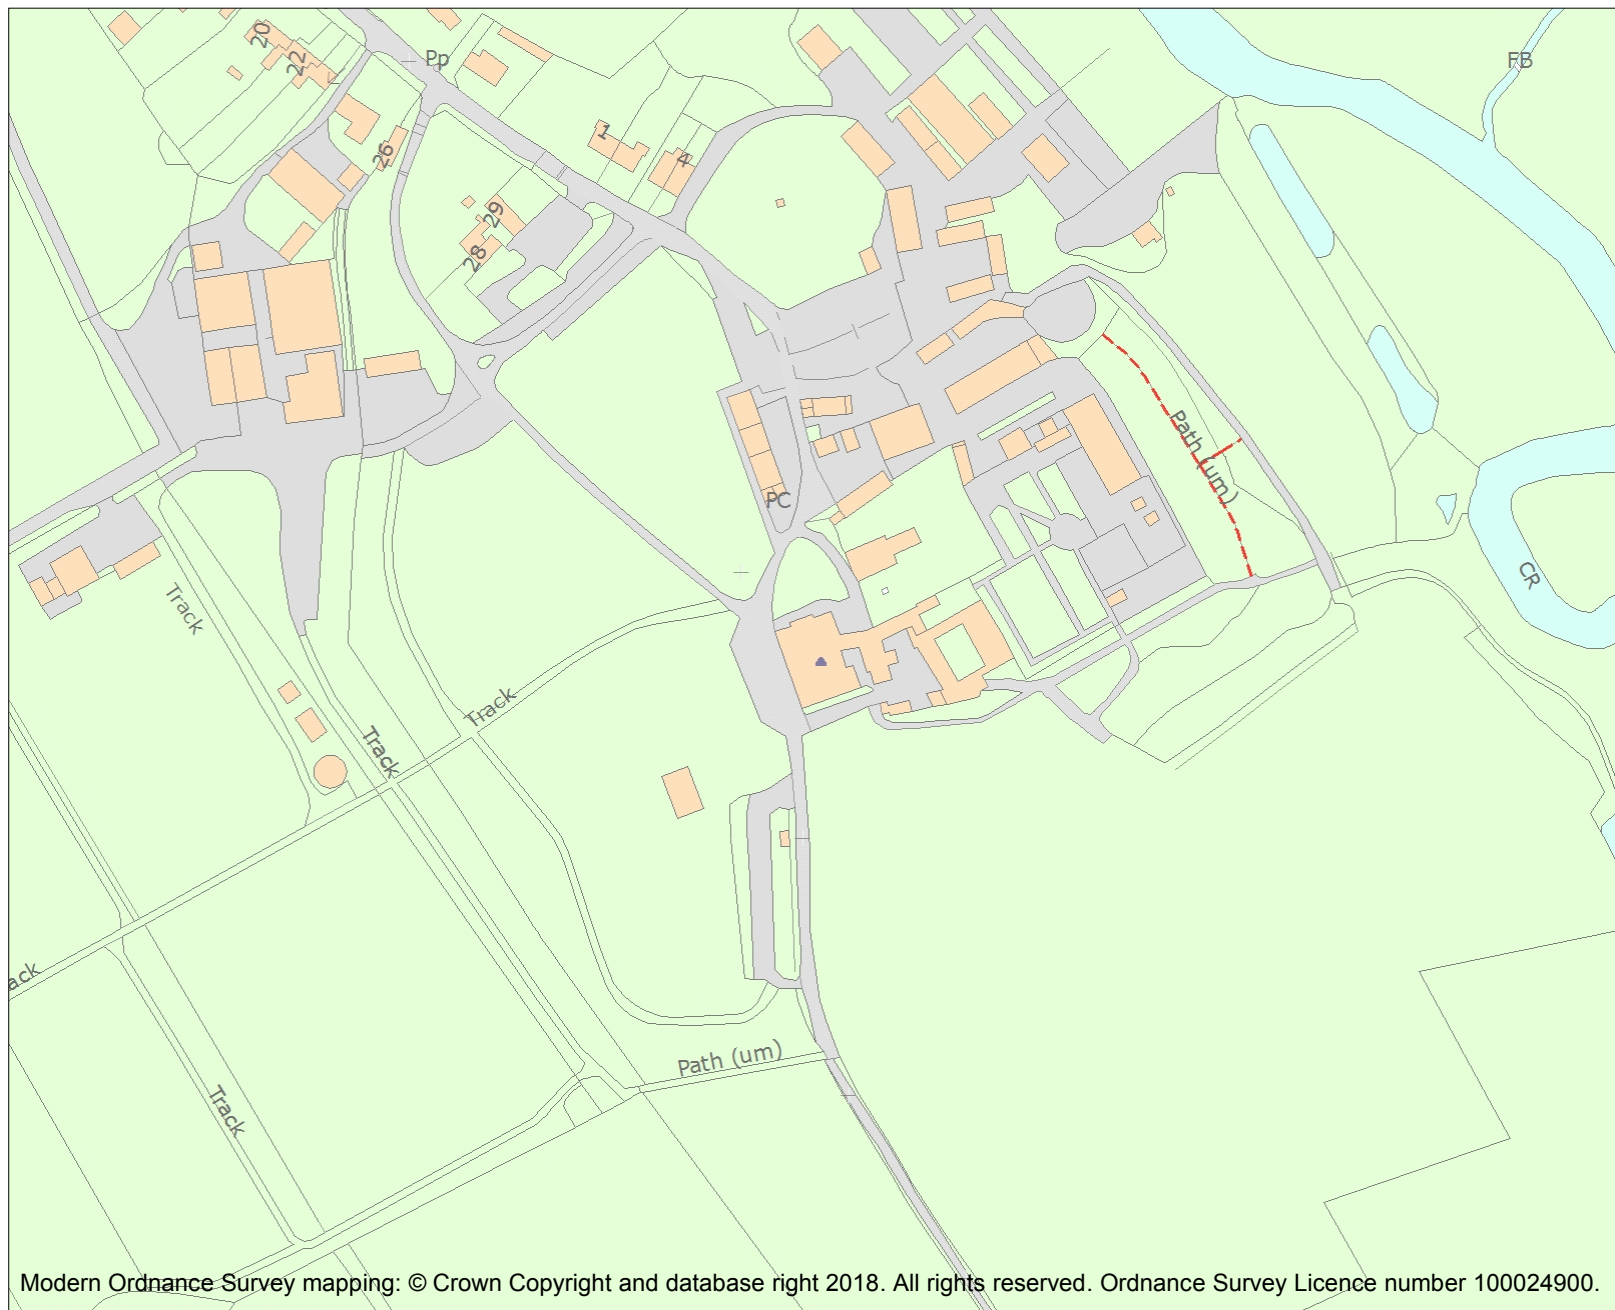 20
22
Pp
FB
26
1
4
29
28
Path (um)
PC
CR
Track
Track
Track
ack
Path (um)
Track
Modern Ordnance Survey mapping: © Crown Copyright and database right 2018. All rights reserved. Ordnance Survey Licence number 100024900.